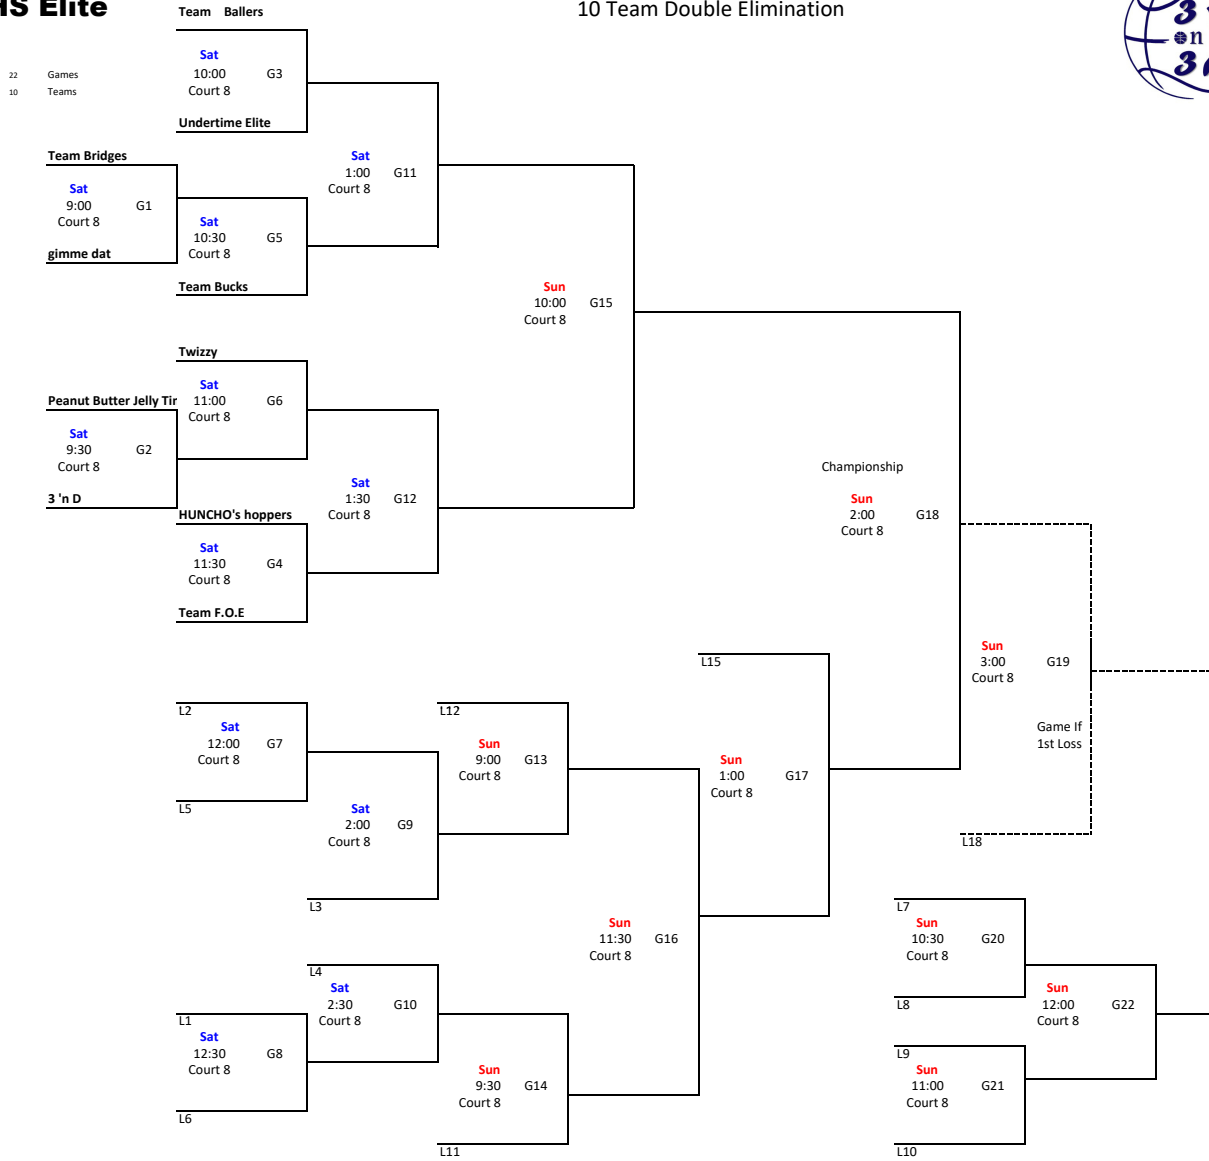 HS Elite
10 Team Double Elimination
22 Games
10 Teams
Team Ballers
Sat
10:00 G3
Court 8
Undertime Elite
Team Bridges
Sat
9:00 G1
Court 8
gimme dat
Sat
10:30 G5
Court 8
Team Bucks
Sat
1:00 G11
Court 8
Sun
10:00 G15
Court 8
Twizzy
Sat
11:00 G6
Court 8
Peanut Butter Jelly Tir
Sat
9:30 G2
Court 8
3 'n D
HUNCHO's hoppers
Sat
11:30 G4
Court 8
Team F.O.E
Sat
1:30 G12
Court 8
Championship
Sun
2:00 G18
Court 8
Sun
3:00 G19
Court 8
Game If
1st Loss
L18
L15
Sun
1:00 G17
Court 8
L2
Sat
12:00 G7
Court 8
L5
L12
Sun
9:00 G13
Court 8
Sat
2:00 G9
Court 8
L3
Sun
11:30 G16
Court 8
L4
Sat
2:30 G10
Court 8
L1
Sat
12:30 G8
Court 8
L6
Sun
9:30 G14
Court 8
L11
L7
Sun
10:30 G20
Court 8
L8
Sun
12:00 G22
Court 8
L9
Sun
11:00 G21
Court 8
L10
3
on
3